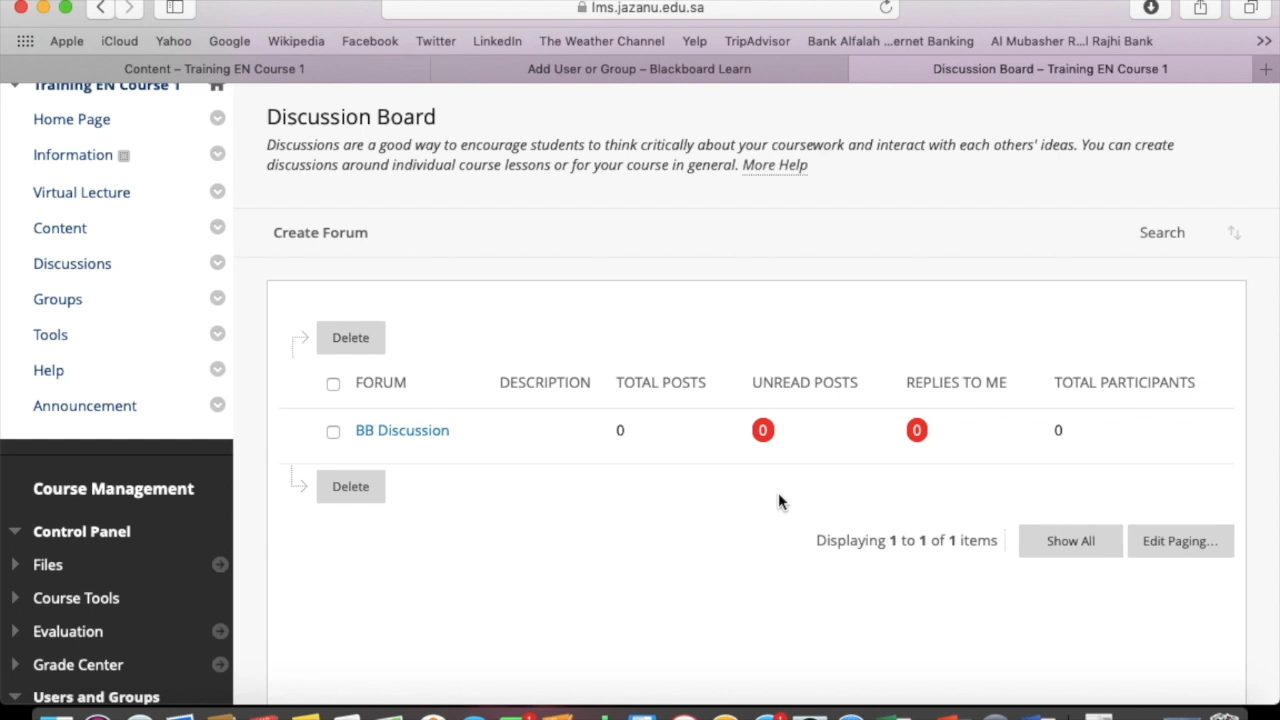 lms.jazanu.edu.sa
Apple iCloud Yahoo Google Wikipedia Facebook Twitter LinkedIn The Weather Channel Yelp TripAdvisor Bank Alfalah ...ernet Banking Al Mubasher R...l Rajhi Bank >>
Content – Training EN Course 1 Add User or Group – Blackboard Learn Discussion Board – Training EN Course 1
Training EN Course 1
Home Page
Information
Virtual Lecture
Content
Discussions
Groups
Tools
Help
Announcement
Course Management
Control Panel
Files
Course Tools
Evaluation
Grade Center
Users and Groups
Discussion Board
Discussions are a good way to encourage students to think critically about your coursework and interact with each others' ideas. You can create
discussions around individual course lessons or for your course in general. More Help
Create Forum Search
Delete
FORUM DESCRIPTION TOTAL POSTS UNREAD POSTS REPLIES TO ME TOTAL PARTICIPANTS
BB Discussion 0 0 0 0
Delete
Displaying 1 to 1 of 1 items Show All Edit Paging...